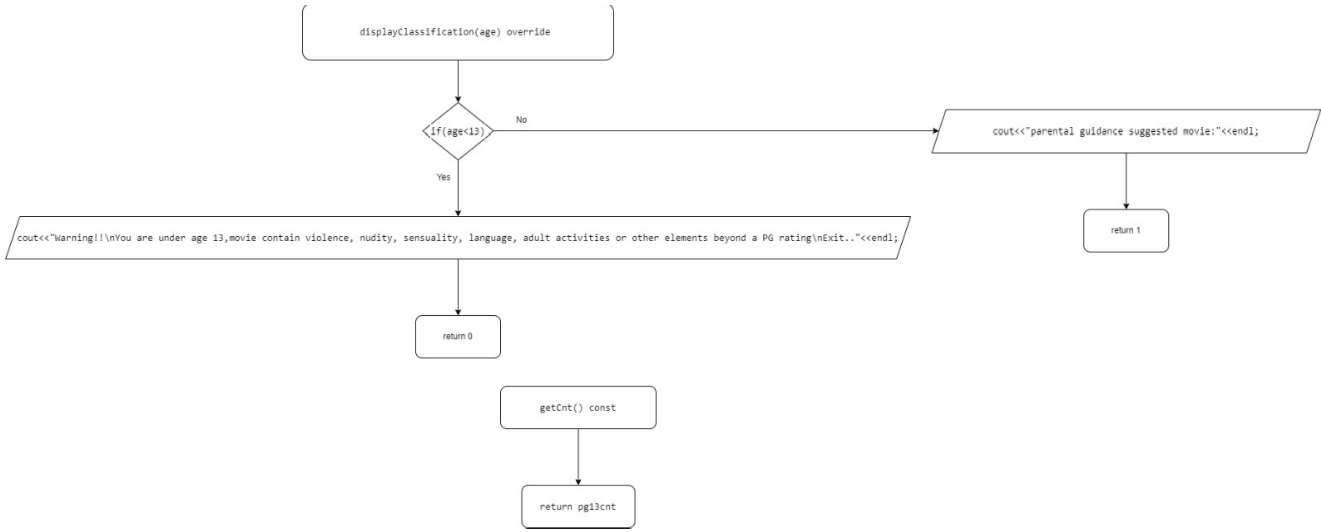 displayClassification(age) override
if(age<13)
No
cout<<"parental guidance suggested movie:"<<endl;
Yes
cout<<"Warning!!\nYou are under age 13,movie contain violence, nudity, sensuality, language, adult activities or other elements beyond a PG rating\nExit.."<<endl;
return 1
return 0
getCnt() const
return pg13cnt